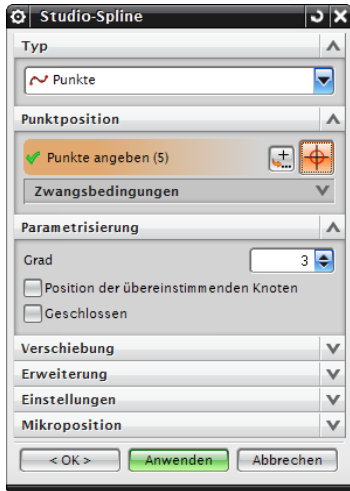 Studio-Spline
Typ
Punkte
Punktposition
Punkte angeben (5)
Zwangsbedingungen
Parametrisierung
Grad 3
Position der übereinstimmenden Knoten
Geschlossen
Verschiebung
Erweiterung
Einstellungen
Mikroposition
< OK > Anwenden Abbrechen